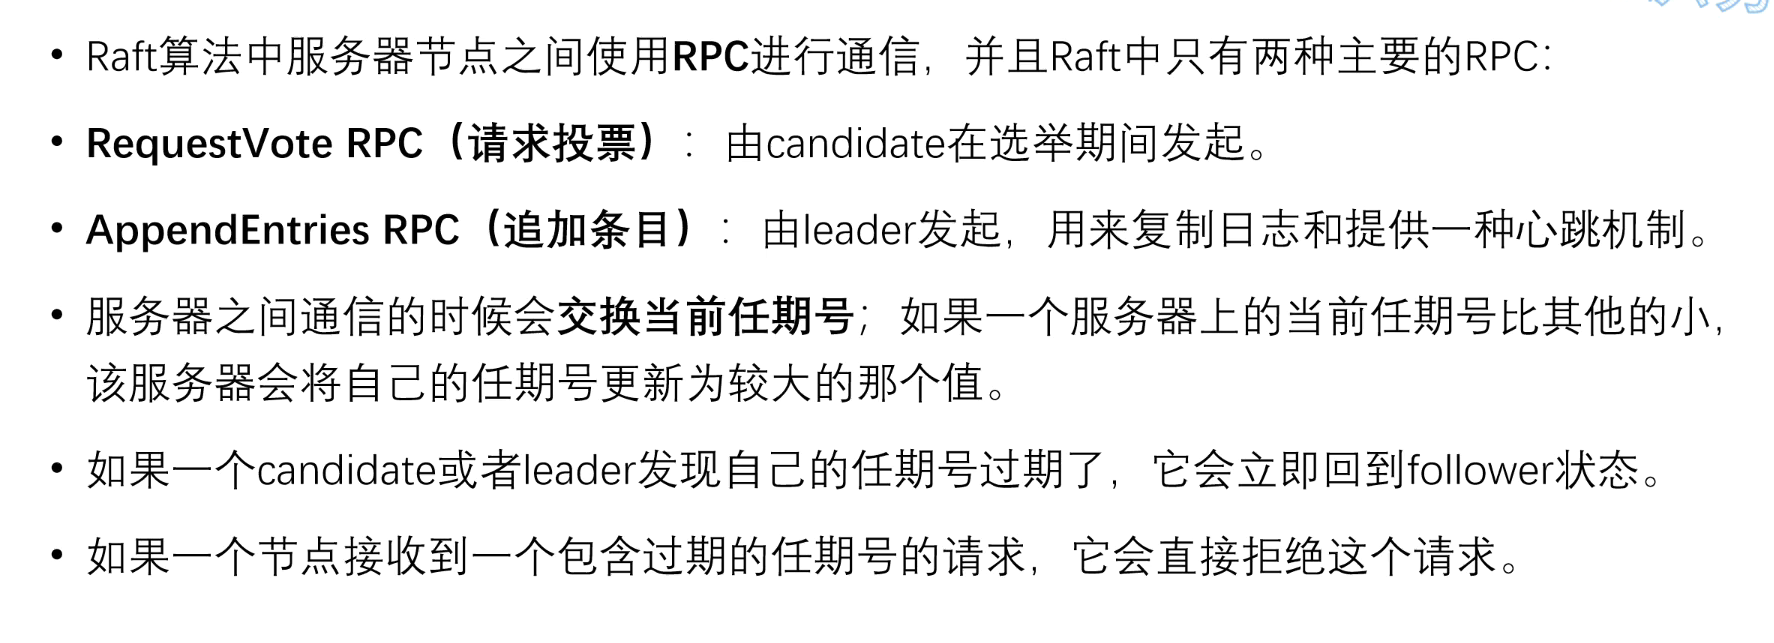 • Raft算法中服务器节点之间使用RPC进行通信，并且Raft中只有两种主要的RPC：
• RequestVote RPC（请求投票）：由candidate在选举期间发起。
• AppendEntries RPC（追加条目）：由leader发起，用来复制日志和提供一种心跳机制。
• 服务器之间通信的时候会交换当前任期号；如果一个服务器上的当前任期号比其他的小，
该服务器会将自己的任期号更新为较大的那个值。
• 如果一个candidate或者leader发现自己的任期号过期了，它会立即回到follower状态。
• 如果一个节点接收到一个包含过期的任期号的请求，它会直接拒绝这个请求。